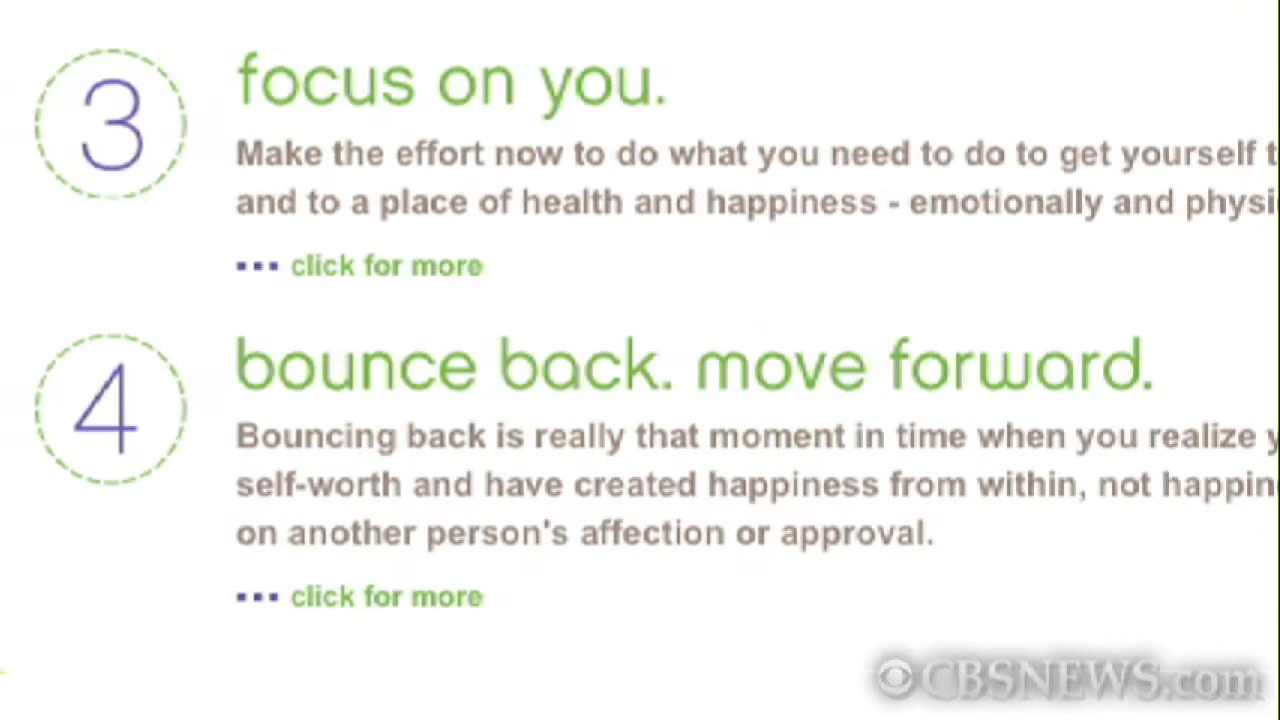 3
focus on you.
Make the effort now to do what you need to do to get yourself
and to a place of health and happiness - emotionally and
click for more
4
bounce back. move forward.
Bouncing back is really that moment in time when you realize
self-worth and have created happiness from within, not
on another person's affection or approval.
click for more
CBSNEWS.com